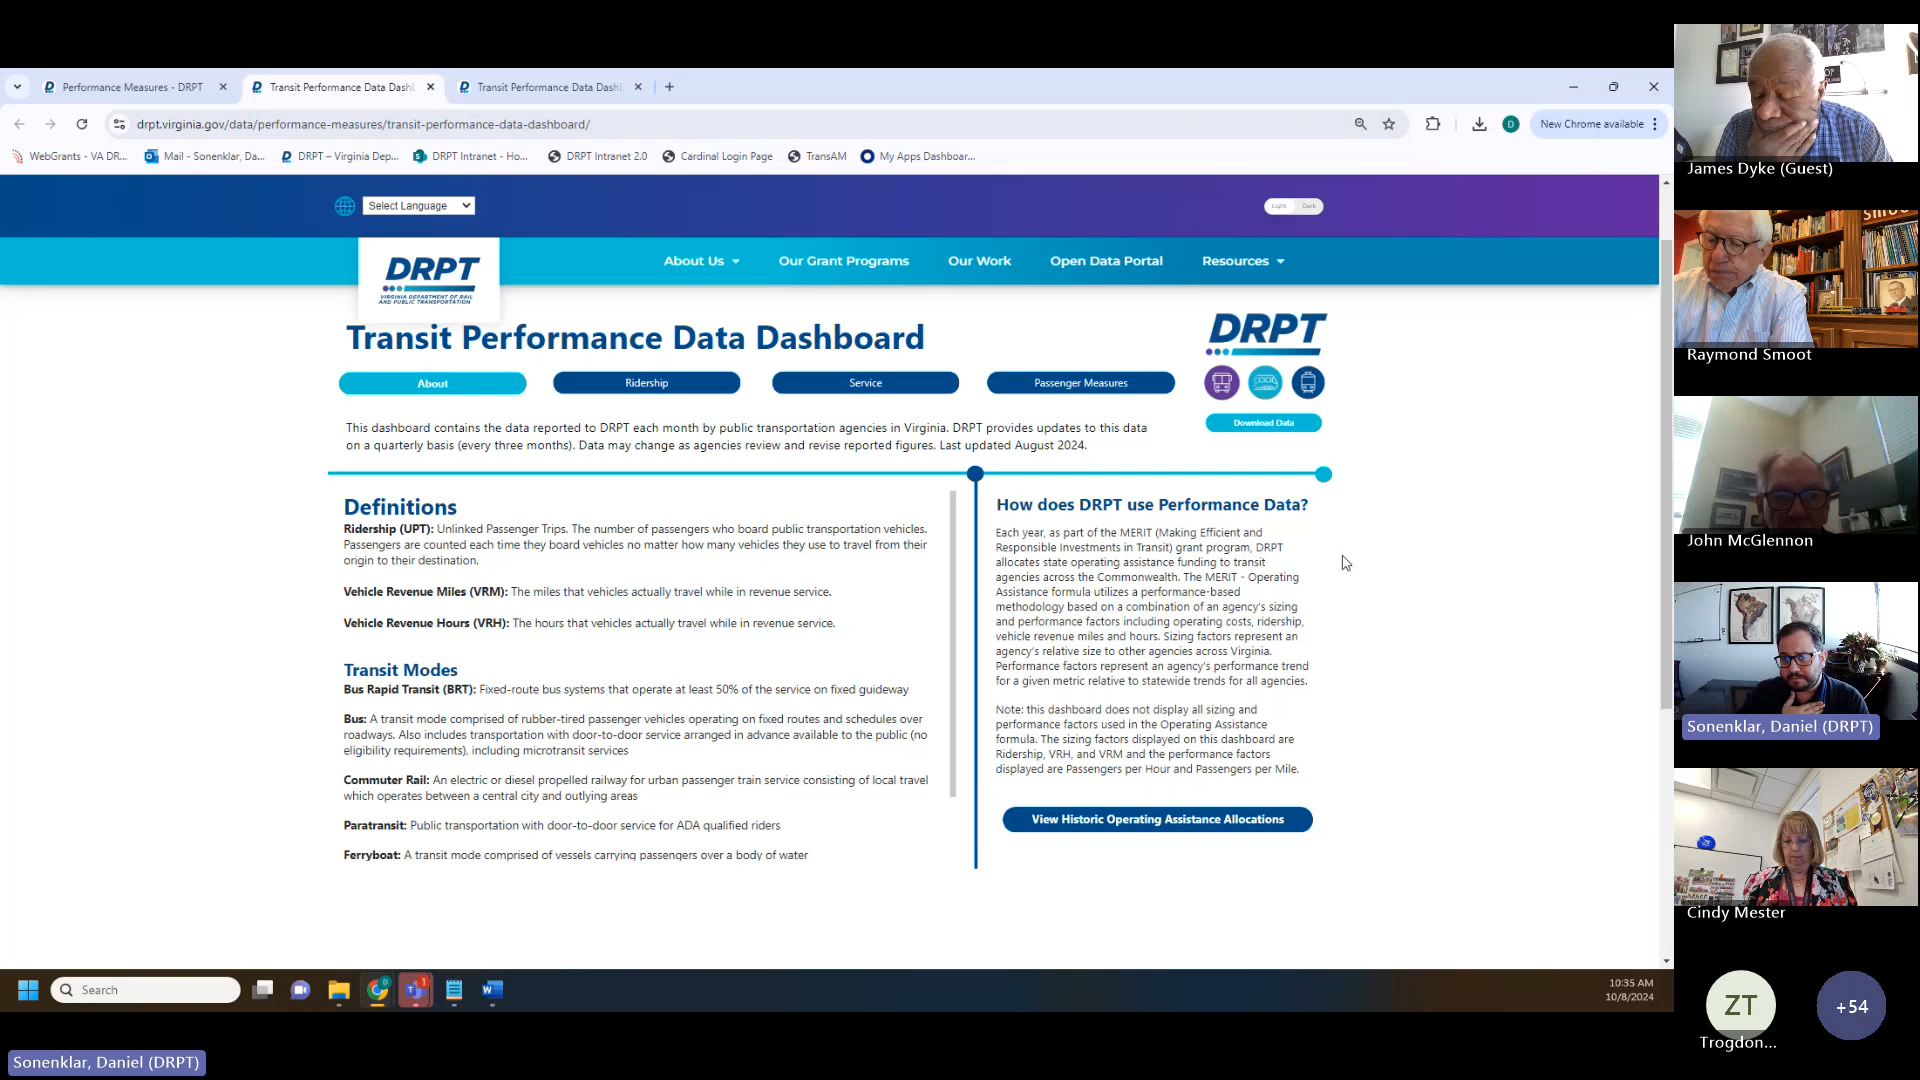 Performance Measures - DRPT
Transit Performance Data Dashb
Transit Performance Data Dashb
drpt.virginia.gov/data/performance-measures/transit-performance-data-dashboard/
New Chrome available
WebGrants - VA DR...
Mail - Sonenklar, Da...
DRPT – Virginia Dep...
DRPT Intranet - Ho...
DRPT Intranet 2.0
Cardinal Login Page
TransAM
My Apps Dashboar...
Select Language
Light Dark
DRPT
VIRGINIA DEPARTMENT OF RAIL
AND PUBLIC TRANSPORTATION
About Us
Our Grant Programs
Our Work
Open Data Portal
Resources
Transit Performance Data Dashboard
DRPT
About
Ridership
Service
Passenger Measures
Download Data
This dashboard contains the data reported to DRPT each month by public transportation agencies in Virginia. DRPT provides updates to this data
on a quarterly basis (every three months). Data may change as agencies review and revise reported figures. Last updated August 2024.
Definitions
Ridership (UPT): Unlinked Passenger Trips. The number of passengers who board public transportation vehicles.
Passengers are counted each time they board vehicles no matter how many vehicles they use to travel from their
origin to their destination.
Vehicle Revenue Miles (VRM): The miles that vehicles actually travel while in revenue service.
Vehicle Revenue Hours (VRH): The hours that vehicles actually travel while in revenue service.
Transit Modes
Bus Rapid Transit (BRT): Fixed-route bus systems that operate at least 50% of the service on fixed guideway
Bus: A transit mode comprised of rubber-tired passenger vehicles operating on fixed routes and schedules over
roadways. Also includes transportation with door-to-door service arranged in advance available to the public (no
eligibility requirements), including microtransit services
Commuter Rail: An electric or diesel propelled railway for urban passenger train service consisting of local travel
which operates between a central city and outlying areas
Paratransit: Public transportation with door-to-door service for ADA qualified riders
Ferryboat: A transit mode comprised of vessels carrying passengers over a body of water
How does DRPT use Performance Data?
Each year, as part of the MERIT (Making Efficient and
Responsible Investments in Transit) grant program, DRPT
allocates state operating assistance funding to transit
agencies across the Commonwealth. The MERIT - Operating
Assistance formula utilizes a performance-based
methodology based on a combination of an agency's sizing
and performance factors including operating costs, ridership,
vehicle revenue miles and hours. Sizing factors represent an
agency's relative size to other agencies across Virginia.
Performance factors represent an agency's performance trend
for a given metric relative to statewide trends for all agencies.
Note: this dashboard does not display all sizing and
performance factors used in the Operating Assistance
formula. The sizing factors displayed on this dashboard are
Ridership, VRH, and VRM and the performance factors
displayed are Passengers per Hour and Passengers per Mile.
View Historic Operating Assistance Allocations
Search
10:35 AM
10/8/2024
Sonenklar, Daniel (DRPT)
James Dyke (Guest)
SMOOT
Raymond Smoot
John McGlennon
Sonenklar, Daniel (DRPT)
Cindy Mester
ZT
Trogdon...
+54